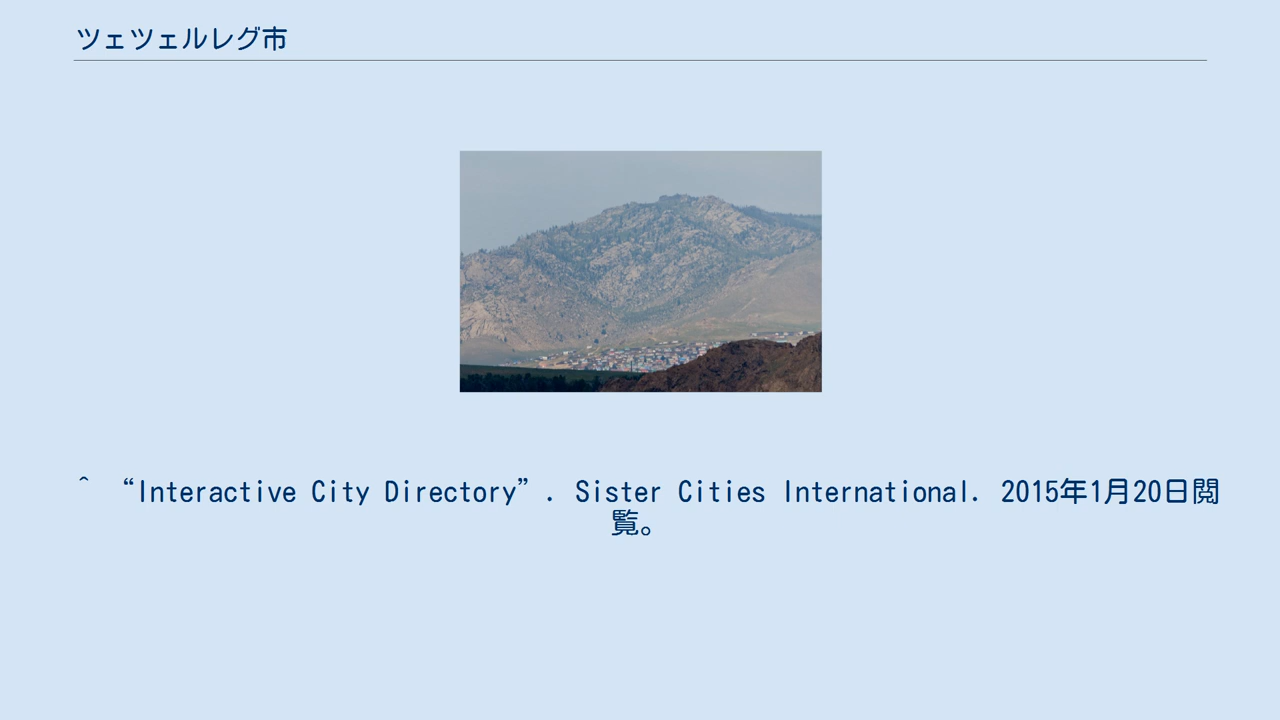 ツェツェルレグ市
^ “Interactive City Directory”. Sister Cities International. 2015年1月20日閲
覧。